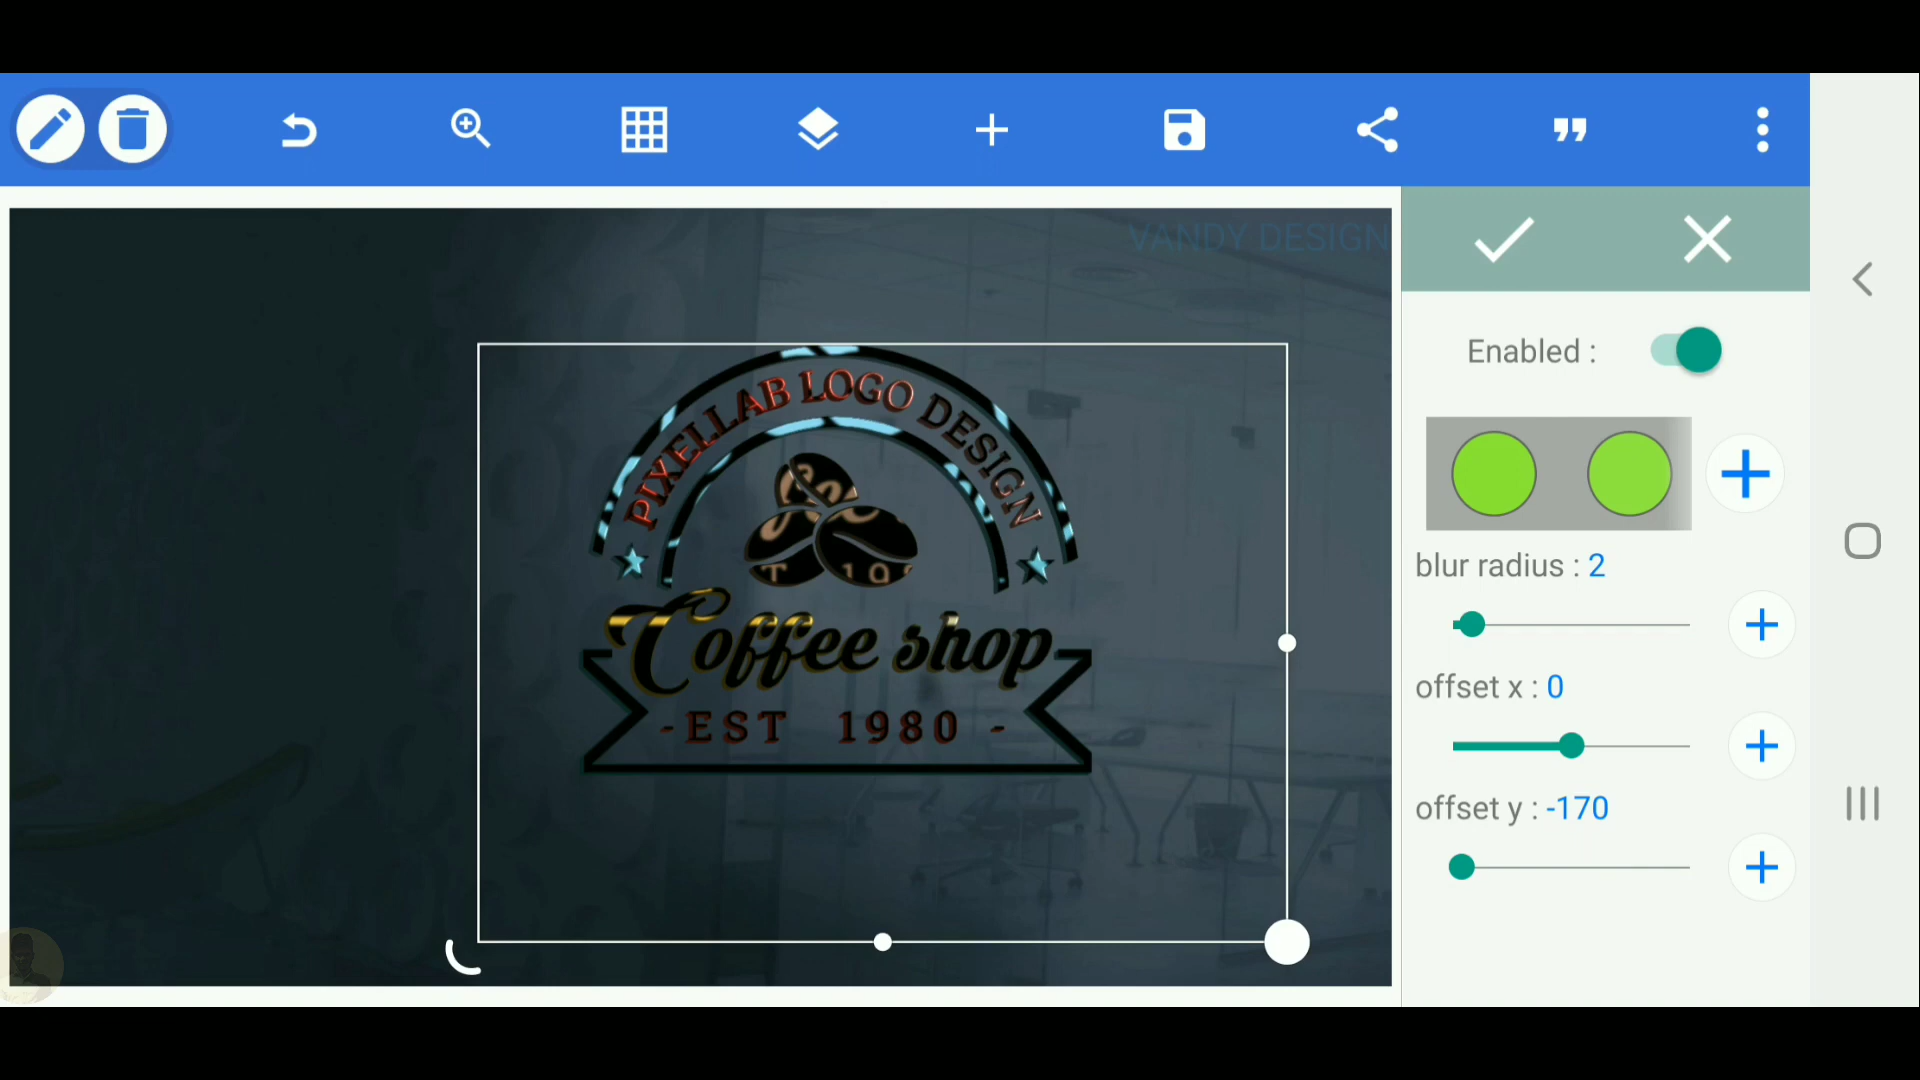 VANDY DESIGN
Enabled :
PIXELLAB LOGO DESIGN
blur radius : 2
Coffee shop
offset x : 0
-EST 1980 -
offset y : -170